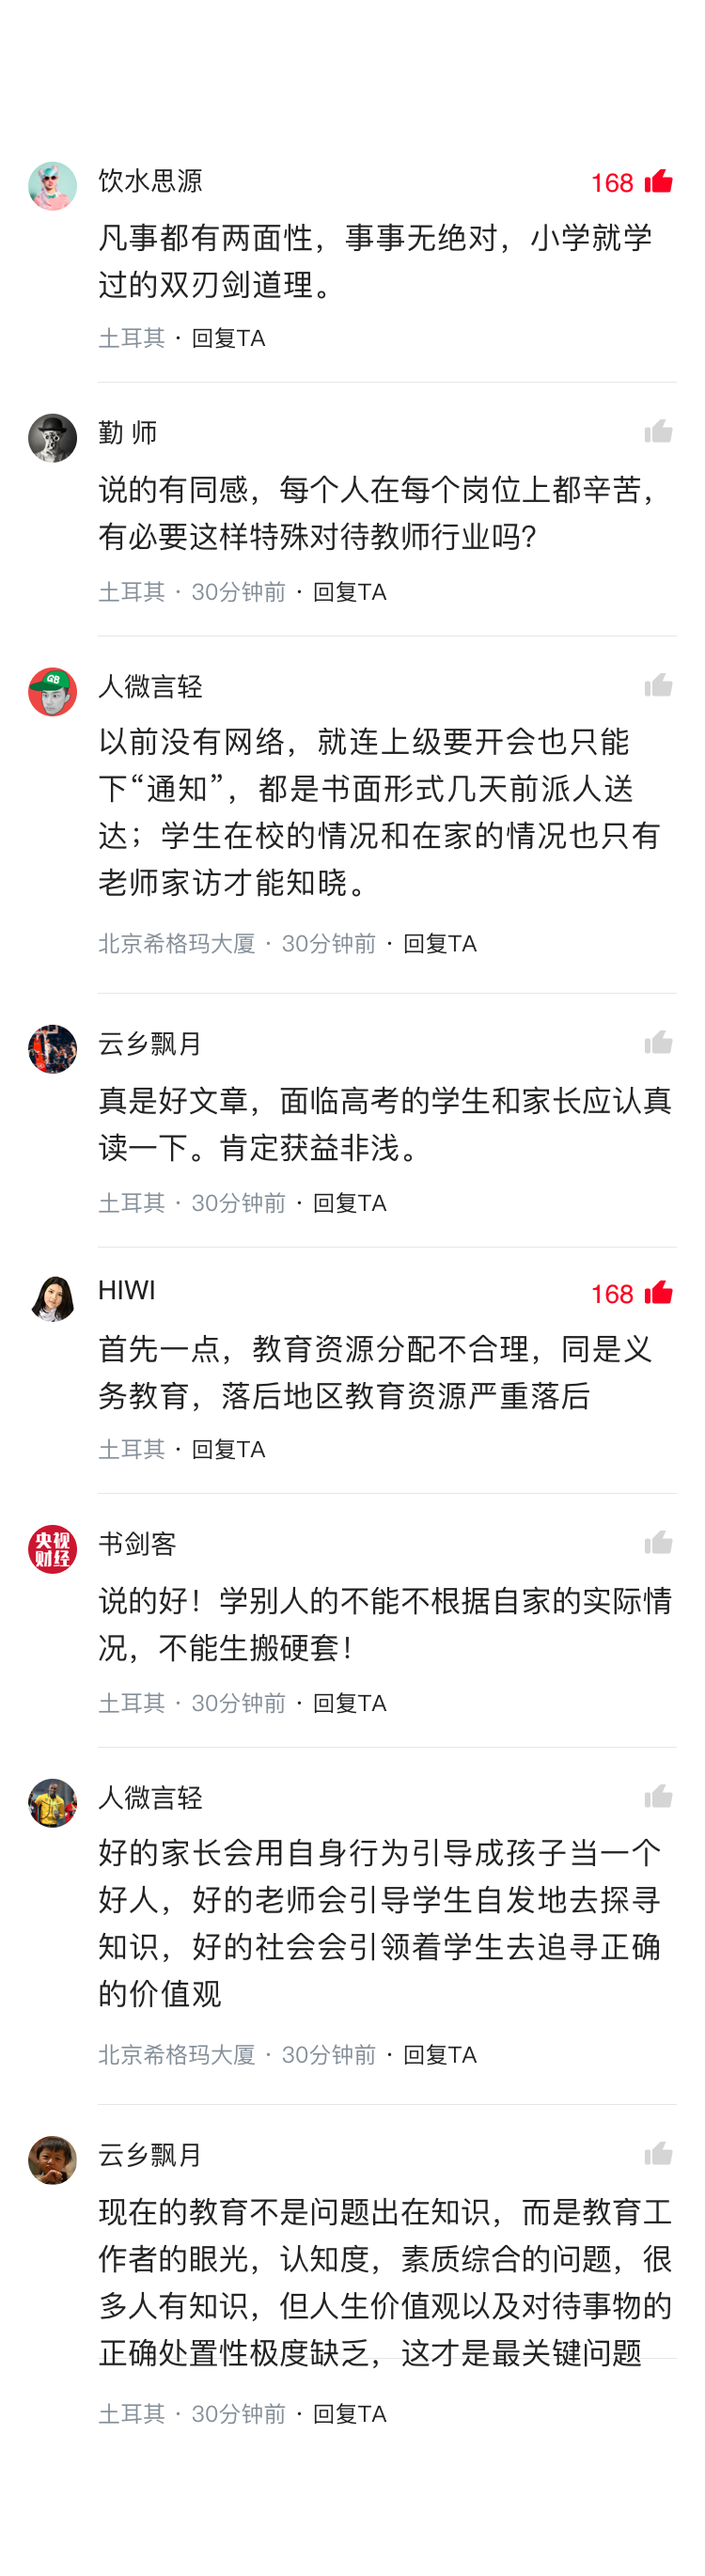 饮水思源
168
凡事都有两面性，事事无绝对，小学就学
过的双刃剑道理。
土耳其 · 回复TA
勤 师
说的有同感，每个人在每个岗位上都辛苦，
有必要这样特殊对待教师行业吗？
土耳其 · 30分钟前 · 回复TA
GB
人微言轻
以前没有网络，就连上级要开会也只能
下“通知”，都是书面形式几天前派人送
达；学生在校的情况和在家的情况也只有
老师家访才能知晓。
北京希格玛大厦 · 30分钟前 · 回复TA
云乡飘月
真是好文章，面临高考的学生和家长应认真
读一下。肯定获益非浅。
土耳其 · 30分钟前 · 回复TA
HIWI
168
首先一点，教育资源分配不合理，同是义
务教育，落后地区教育资源严重落后
土耳其 · 回复TA
央视
财经
书剑客
说的好！学别人的不能不根据自家的实际情
况，不能生搬硬套！
土耳其 · 30分钟前 · 回复TA
人微言轻
好的家长会用自身行为引导成孩子当一个
好人，好的老师会引导学生自发地去探寻
知识，好的社会会引领着学生去追寻正确
的价值观
北京希格玛大厦 · 30分钟前 · 回复TA
云乡飘月
现在的教育不是问题出在知识，而是教育工
作者的眼光，认知度，素质综合的问题，很
多人有知识，但人生价值观以及对待事物的
正确处置性极度缺乏，这才是最关键问题
土耳其 · 30分钟前 · 回复TA